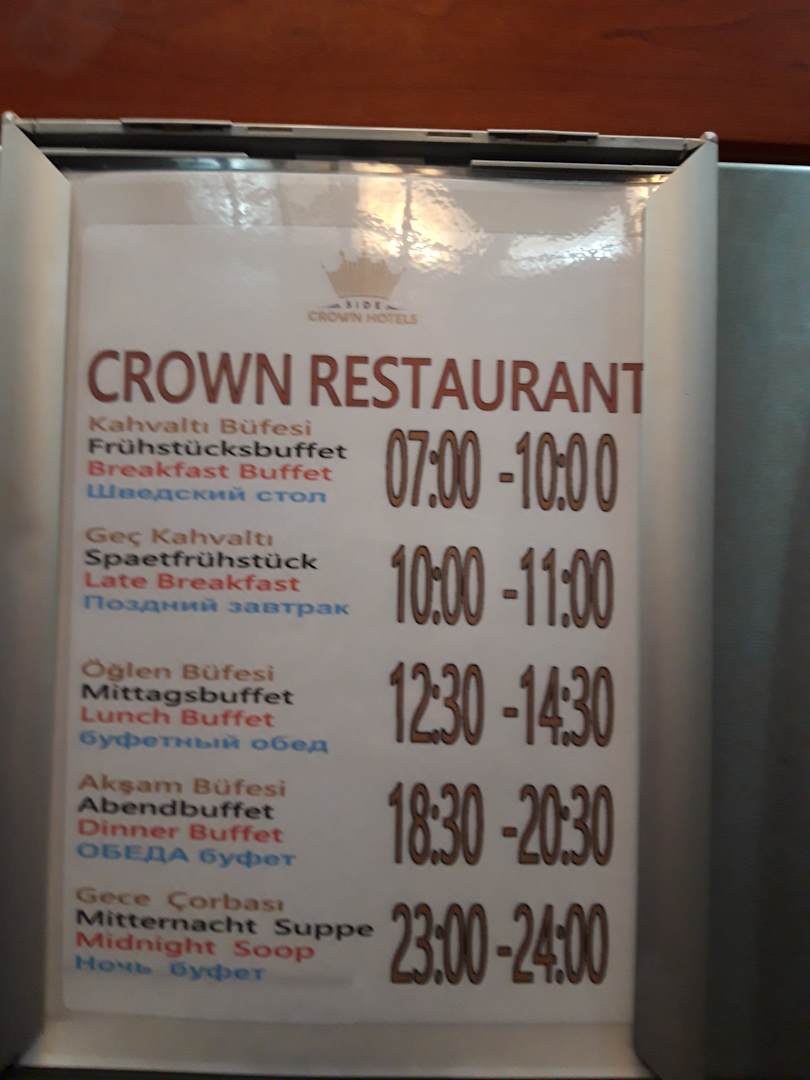 SIDE
CROWN HOTELS
CROWN RESTAURANT
Kahvaltı Büfesi
Frühstücksbuffet
Breakfast Buffet
Шведский стол
07:00 -10:00
Geç Kahvaltı
Spaetfrühstück
Late Breakfast
Поздний завтрак
10:00 -11:00
Öğlen Büfesi
Mittagsbuffet
Lunch Buffet
буфетный обед
12:30 -14:30
Akşam Büfesi
Abendbuffet
Dinner Buffet
ОБЕДА буфет
18:30 -20:30
Gece Çorbası
Mitternacht Suppe
Midnight Soop
Ночь буфет
23:00 -24:00